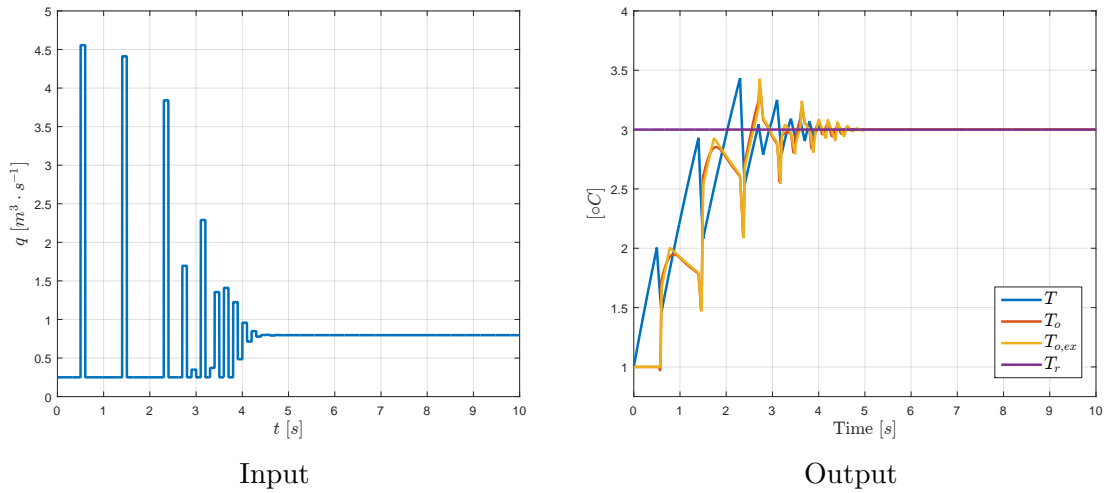 5
4.5
4
3.5
3
2.5
2
1.5
1
0.5
0
q [m³ · s⁻¹]
0 1 2 3 4 5 6 7 8 9 10
t [s]
Input
4
3.5
3
2.5
2
1.5
1
[∘C]
T
T_o
T_{o,ex}
T_r
0 1 2 3 4 5 6 7 8 9 10
Time [s]
Output